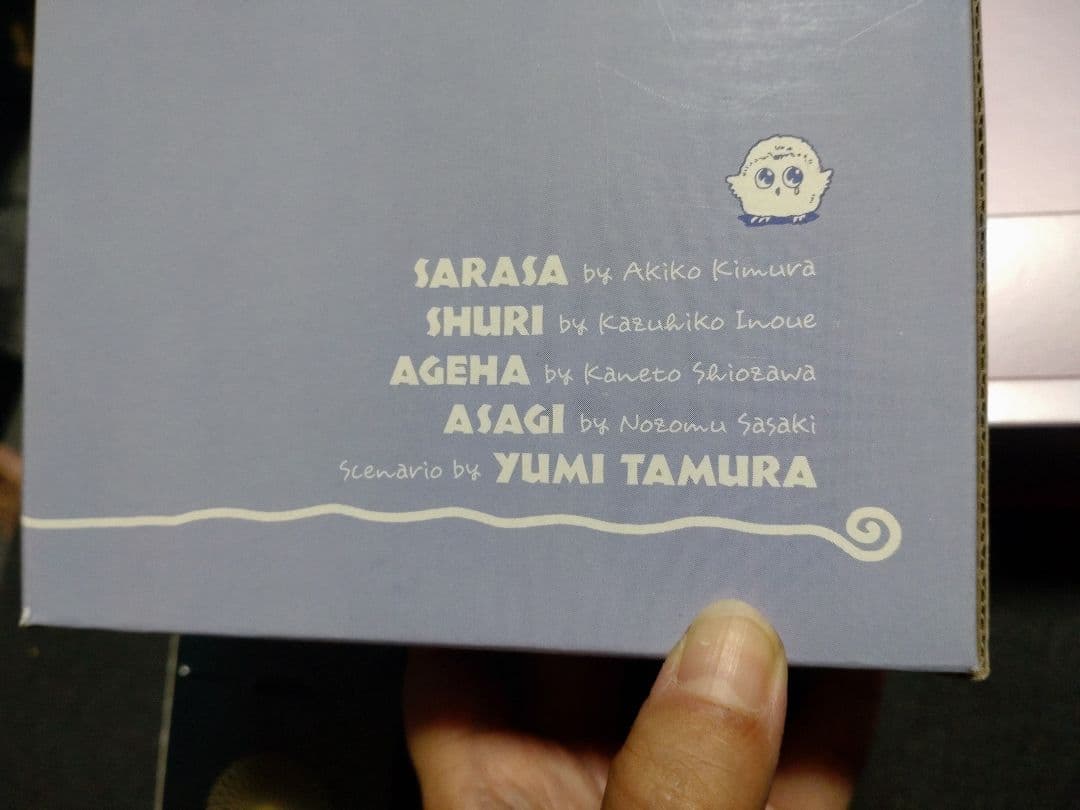 SARASA by Akiko Kimura
SHURI by Kazuhiko Inoue
AGEHA by Kaneto Shiozawa
ASAGI by Nozomu Sasaki
Scenario by YUMI TAMURA